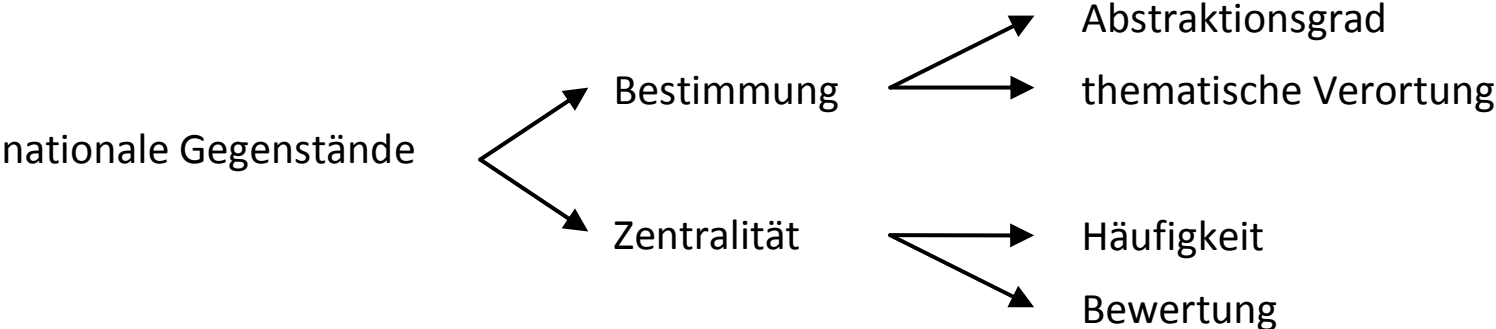 Abstraktionsgrad
Bestimmung
thematische Verortung
nationale Gegenstände
Zentralität
Häufigkeit
Bewertung